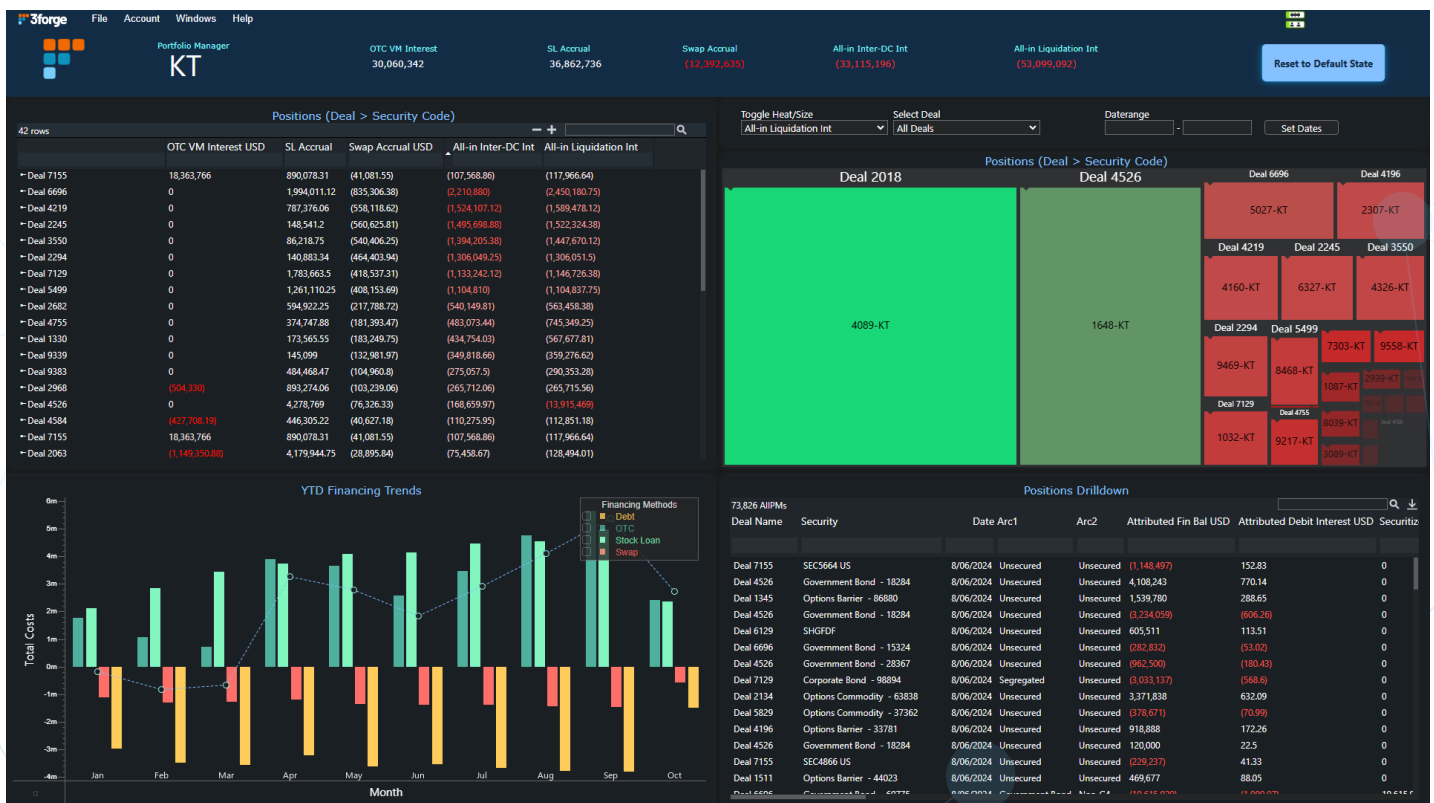 3forge File Account Windows Help
Portfolio Manager OTC VM Interest SL Accrual Swap Accrual All-in Inter-DC Int All-in Liquidation Int
KT 30,060,342 36,862,736 (12,392,635) (33,115,196) (53,099,092)
Reset to Default State
Positions (Deal > Security Code)
42 rows
OTC VM Interest USD SL Accrual Swap Accrual USD All-in Inter-DC Int All-in Liquidation Int
Deal 7155 18,363,766 890,078.31 (41,081.55) (107,568.86) (117,966.64)
Deal 6696 0 1,994,011.12 (835,306.38) (2,210,880) (2,450,180.75)
Deal 4219 0 787,376.06 (558,118.62) (1,524,107.12) (1,589,478.12)
Deal 2245 0 148,541.2 (560,625.81) (1,495,698.88) (1,522,324.38)
Deal 3550 0 86,218.75 (540,406.25) (1,394,205.38) (1,447,670.12)
Deal 2294 0 140,883.34 (464,403.94) (1,306,049.25) (1,306,051.5)
Deal 7129 0 1,783,663.5 (418,537.31) (1,133,242.12) (1,146,726.38)
Deal 5499 0 1,261,110.25 (408,153.69) (1,104,810) (1,104,837.75)
Deal 2682 0 594,922.25 (217,788.72) (540,149.81) (563,458.38)
Deal 4755 0 374,747.88 (181,393.47) (483,073.44) (745,349.25)
Deal 1330 0 173,565.55 (183,249.75) (434,754.03) (567,677.81)
Deal 9339 0 145,099 (132,981.97) (349,818.66) (359,276.62)
Deal 9383 0 484,468.47 (104,960.8) (275,057.5) (290,353.28)
Deal 2968 (504,330) 893,274.06 (103,239.06) (265,712.06) (265,715.56)
Deal 4526 0 4,278,769 (76,326.33) (168,659.97) (13,915,469)
Deal 4584 (427,708.19) 446,305.22 (40,627.18) (110,275.95) (112,851.18)
Deal 7155 18,363,766 890,078.31 (41,081.55) (107,568.86) (117,966.64)
Deal 2063 (1,149,350.88) 4,179,944.75 (28,895.84) (75,458.67) (128,494.01)
Toggle Heat/Size Select Deal Daterange
All-in Liquidation Int All Deals - Set Dates
Positions (Deal > Security Code)
Deal 2018 Deal 4526 Deal 6696 Deal 4196
5027-KT 2307-KT
Deal 4219 Deal 2245 Deal 3550
4160-KT 6327-KT 4326-KT
4089-KT 1648-KT
Deal 2294 Deal 5499
7303-KT 9558-KT
9469-KT 8468-KT
1087-KT 2939-KT
Deal 7129 Deal 4755
8039-KT
1032-KT 9217-KT
3089-KT
YTD Financing Trends
Financing Methods
Debt
OTC
Stock Loan
Swap
6m
5m
4m
3m
2m
1m
0m
-1m
-2m
-3m
-4m
Total Costs
Jan Feb Mar Apr May Jun Jul Aug Sep Oct
Month
Positions Drilldown
73,826 AllPMs
Deal Name Security Date Arc1 Arc2 Attributed Fin Bal USD Attributed Debit Interest USD Securitiz
Deal 7155 SEC5664 US 8/06/2024 Unsecured Unsecured (1,148,497) 152.83 0
Deal 4526 Government Bond - 18284 8/06/2024 Unsecured Unsecured 4,108,243 770.14 0
Deal 1345 Options Barrier - 86880 8/06/2024 Unsecured Unsecured 1,539,780 288.65 0
Deal 4526 Government Bond - 18284 8/06/2024 Unsecured Unsecured (3,234,059) (606.26) 0
Deal 6129 SHGFDF 8/06/2024 Unsecured Unsecured 605,511 113.51 0
Deal 6696 Government Bond - 15324 8/06/2024 Unsecured Unsecured (282,832) (53.02) 0
Deal 4526 Government Bond - 28367 8/06/2024 Unsecured Unsecured (962,500) (180.43) 0
Deal 7129 Corporate Bond - 98894 8/06/2024 Segregated Unsecured (3,033,137) (568.6) 0
Deal 2134 Options Commodity - 63838 8/06/2024 Unsecured Unsecured 3,371,838 632.09 0
Deal 5829 Options Commodity - 37362 8/06/2024 Unsecured Unsecured (378,671) (70.99) 0
Deal 4196 Options Barrier - 33781 8/06/2024 Unsecured Unsecured 918,888 172.26 0
Deal 4526 Government Bond - 18284 8/06/2024 Unsecured Unsecured 120,000 22.5 0
Deal 7155 SEC4866 US 8/06/2024 Unsecured Unsecured (229,237) 41.33 0
Deal 1511 Options Barrier - 44023 8/06/2024 Unsecured Unsecured 469,677 88.05 0